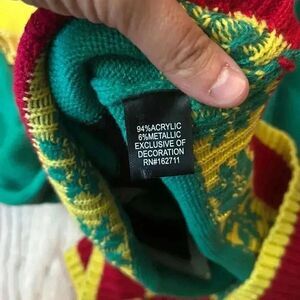 94%ACRYLIC
6%METALLIC
EXCLUSIVE OF
DECORATION
RN#162711